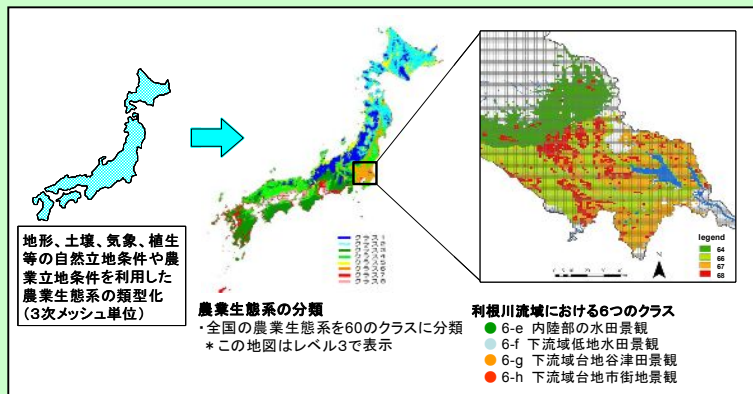 地形、土壌、気象、植生
等の自然立地条件や農
業立地条件を利用した
農業生態系の類型化
(3次メッシュ単位)
農業生態系の分類
・全国の農業生態系を60のクラスに分類
*この地図はレベル3で表示
legend
64
66
67
68
N
利根川流域における6つのクラス
6-e 内陸部の水田景観
6-f 下流域低地水田景観
6-g 下流域台地谷津田景観
6-h 下流域台地市街地景観